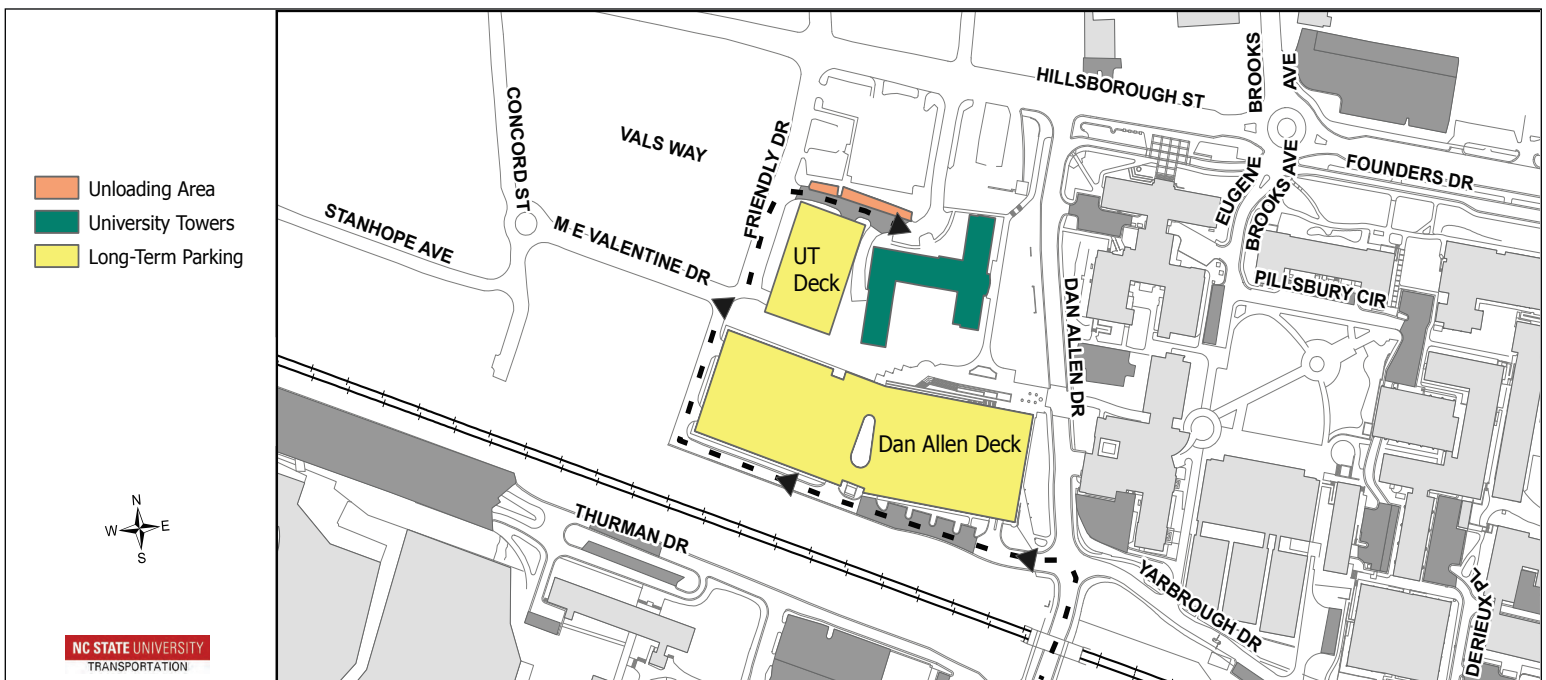 Unloading Area
University Towers
Long-Term Parking
N
W
E
S
NC STATE UNIVERSITY
TRANSPORTATION
HILLSBOROUGH ST
BROOKS
AVE
CONCORD ST
VALS WAY
FRIENDLY DR
EUGENE
BROOKS AVE
FOUNDERS DR
STANHOPE AVE
M E VALENTINE DR
UT
Deck
DAN ALLEN DR
PILLSBURY CIR
Dan Allen Deck
THURMAN DR
YARBROUGH DR
DERIEUX PL